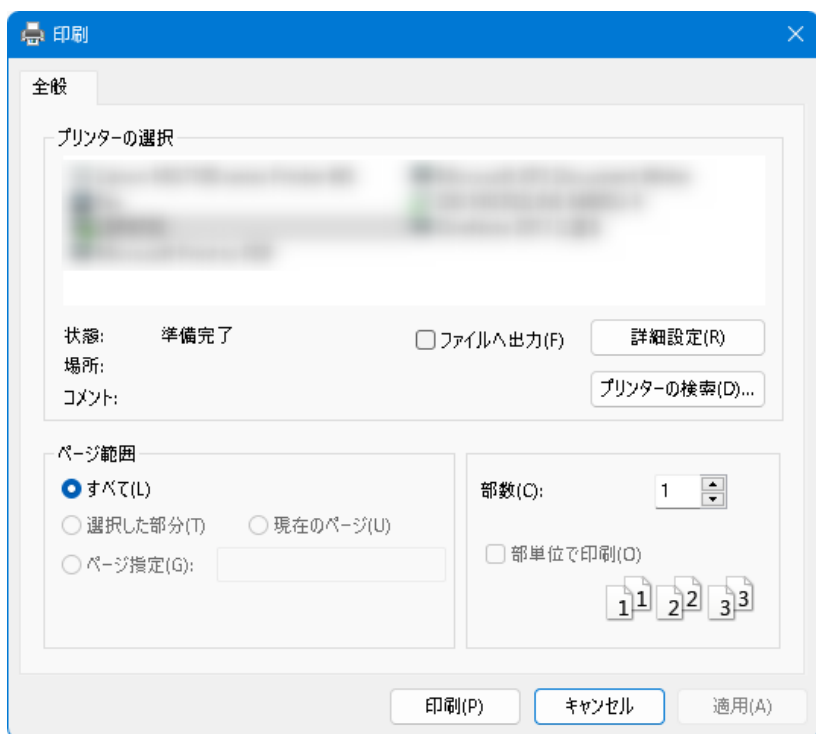 印刷
全般
プリンターの選択
状態: 準備完了
ファイルへ出力(F)
詳細設定(R)
場所:
コメント:
プリンターの検索(D)...
ページ範囲
すべて(L)
選択した部分(T) 現在のページ(U)
ページ指定(G):
部数(C): 1
部単位で印刷(O)
1 1 2 2 3 3
印刷(P) キャンセル 適用(A)